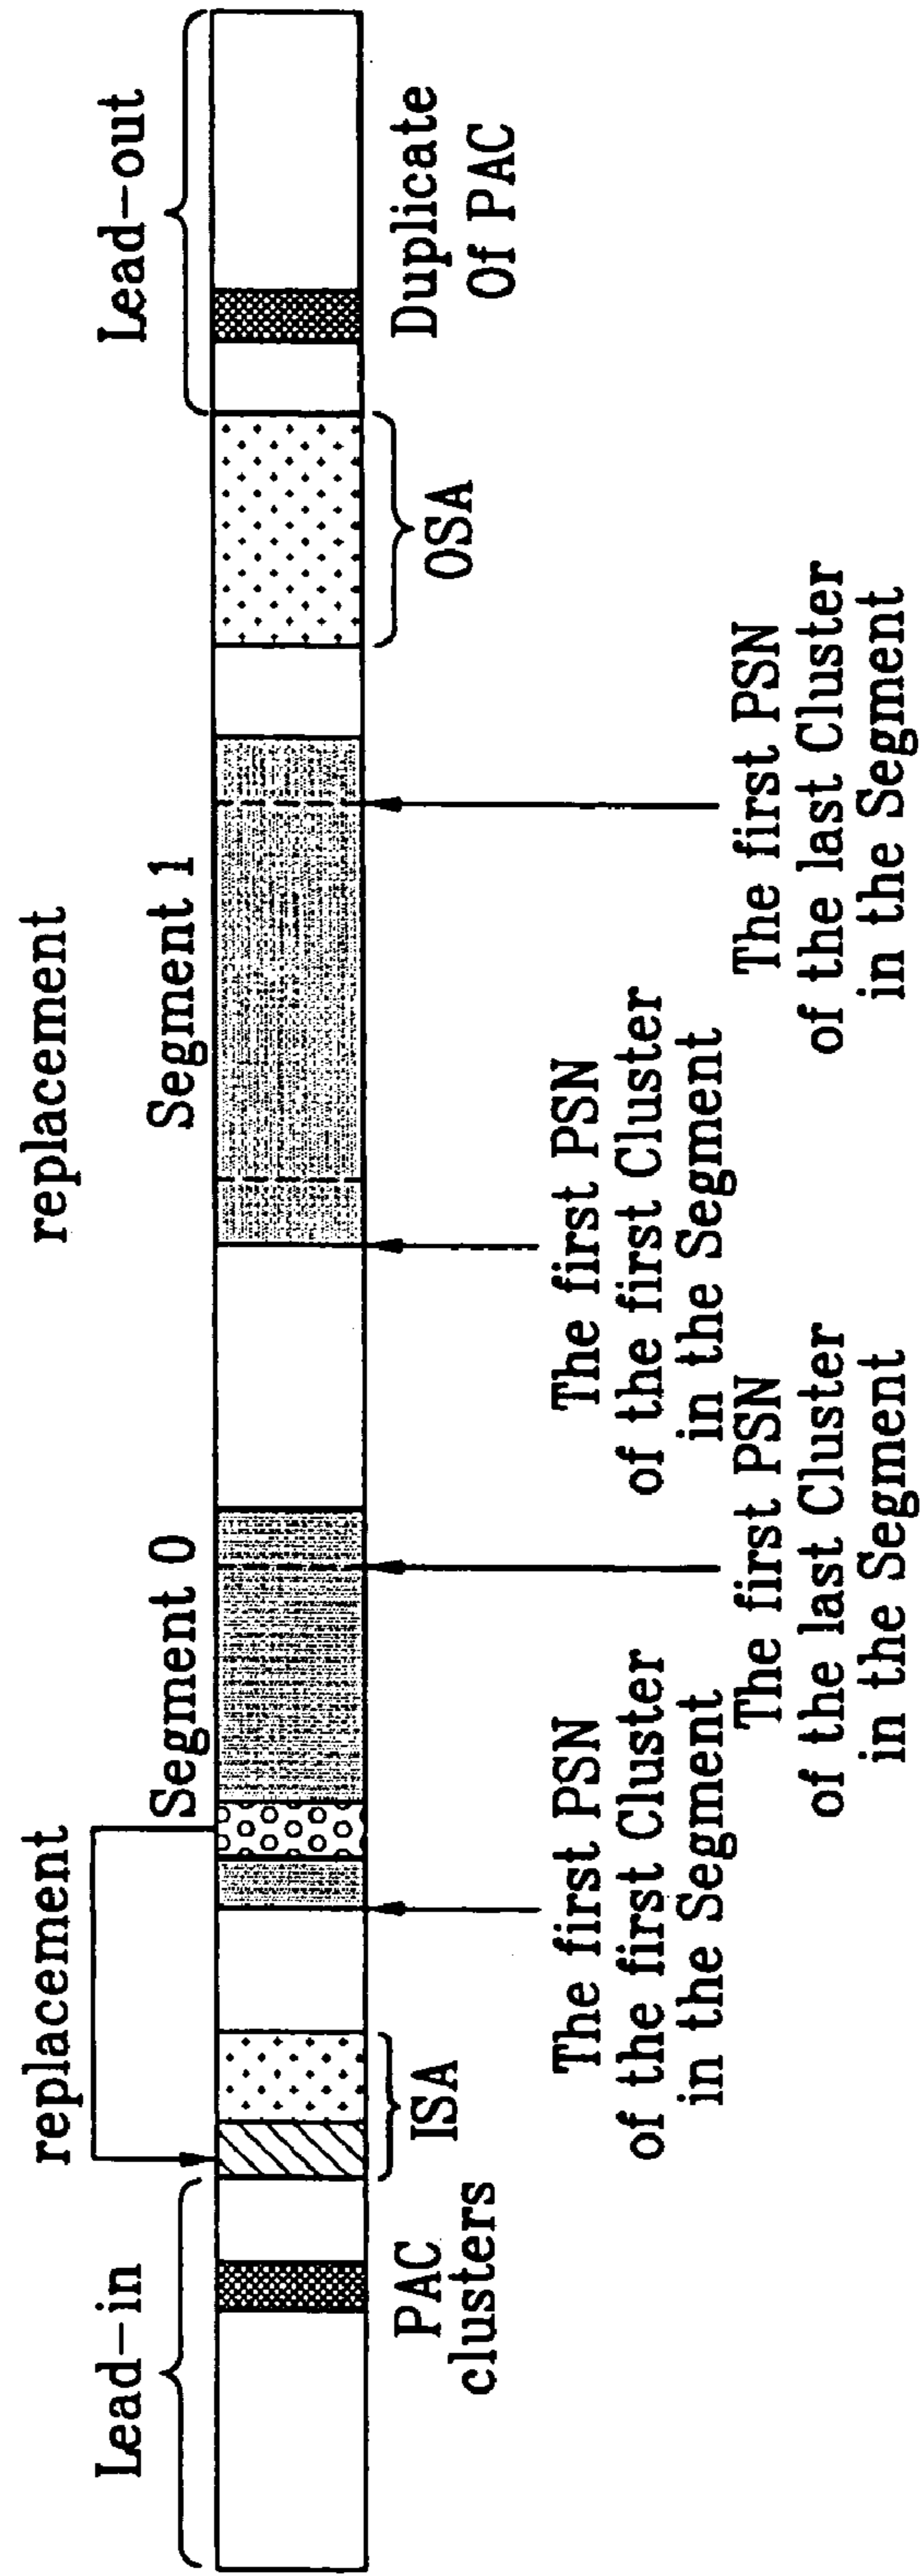 replacement
replacement
Lead-in
Segment 0
Segment 1
Lead-out
PAC
clusters
ISA
OSA
Duplicate
Of PAC
The first PSN
of the first Cluster
in the Segment
The first PSN
of the last Cluster
in the Segment
The first PSN
of the first Cluster
in the Segment
The first PSN
of the last Cluster
in the Segment